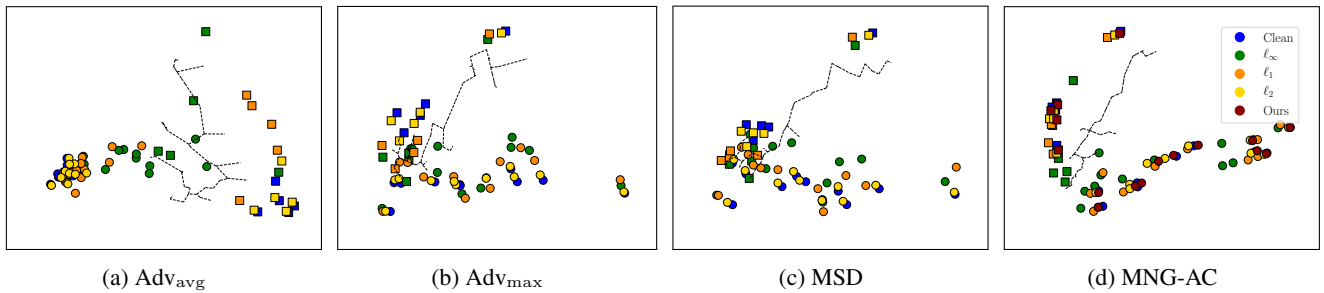 Clean
ℓ∞
ℓ₁
ℓ₂
Ours
(a) Advavg
(b) Advmax
(c) MSD
(d) MNG-AC